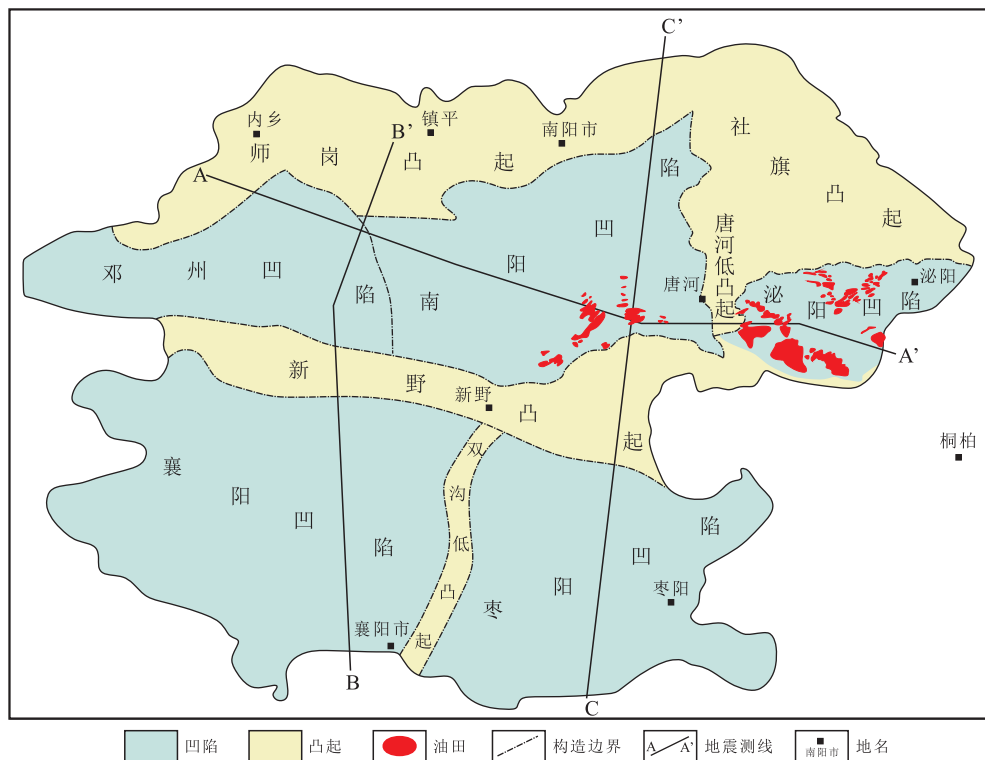 C’
内乡
镇平
B’
南阳市
师岗凸起
社旗凸起
A
邓州凹陷
南阳凹陷
唐河低凸起
唐河
泌阳凹陷
泌阳
A’
新野凸起
新野
桐柏
襄阳凹陷
双沟低凸起
枣阳凹陷
枣阳
襄阳市
B
C
凹陷
凸起
油田
构造边界
A A’ 地震测线
南阳市 地名